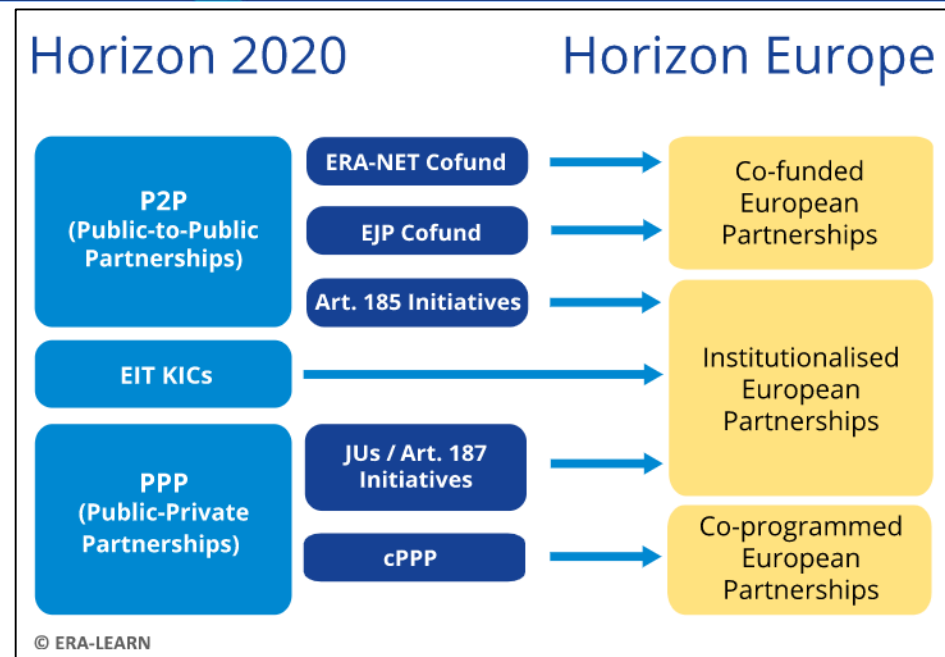 Horizon 2020
Horizon Europe
P2P
(Public-to-Public
Partnerships)
ERA-NET Cofund
EJP Cofund
Art. 185 Initiatives
Co-funded
European
Partnerships
EIT KICs
Institutionalised
European
Partnerships
PPP
(Public-Private
Partnerships)
JUs / Art. 187
Initiatives
cPPP
Co-programmed
European
Partnerships
© ERA-LEARN